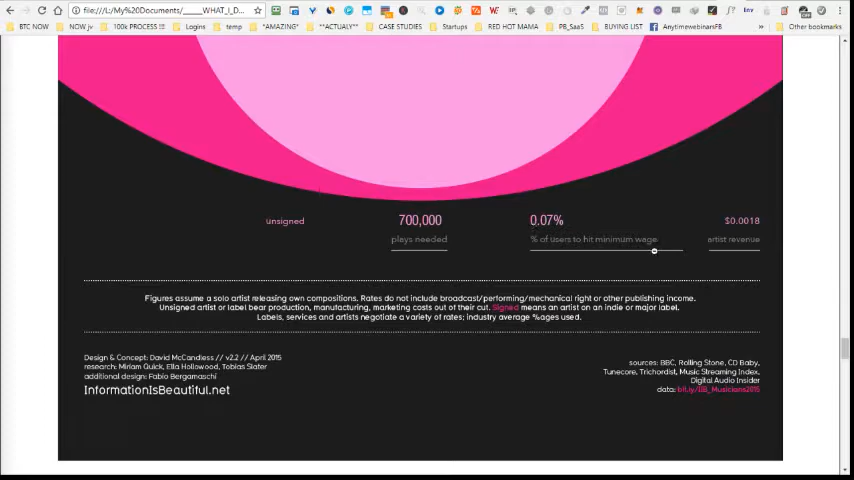 file:///L:/My%20Documents/_____WHAT_I_D...
BTC NOW
NOW jv
100k PROCESS !!!
Logins
temp
*AMAZING*
**ACTUALY**
CASE STUDIES
Startups
RED HOT MAMA
PB_SaaS
BUYING LIST
AnytimewebinarsFB
»
Other bookmarks
unsigned
700,000
0.07%
$0.0018
plays needed
% of users to hit minimum wage
artist revenue
Figures assume a solo artist releasing own compositions. Rates do not include broadcast/performing/mechanical right or other publishing income.
Unsigned artist or label bear production, manufacturing, marketing costs out of their cut. Signed means an artist on an indie or major label.
Labels, services and artists negotiate a variety of rates; industry average %ages used.
Design & Concept: David McCandless // v2.2 // April 2015
research: Miriam Quick, Ella Hollowood, Tobias Slater
additional design: Fabio Bergamaschi
InformationIsBeautiful.net
sources: BBC, Rolling Stone, CD Baby,
Tunecore, Trichordist, Music Streaming Index,
Digital Audio Insider
data: bit.ly/IIB_Musicians2015